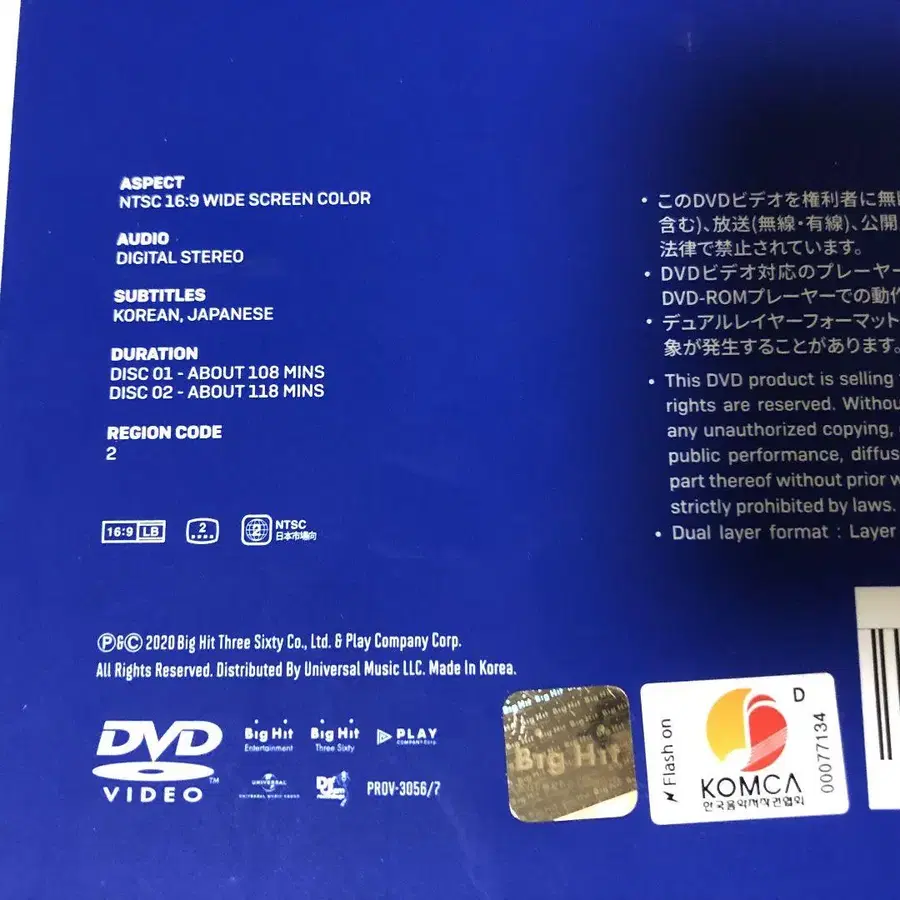 ASPECT
NTSC 16:9 WIDE SCREEN COLOR
AUDIO
DIGITAL STEREO
SUBTITLES
KOREAN, JAPANESE
DURATION
DISC 01 - ABOUT 108 MINS
DISC 02 - ABOUT 118 MINS
REGION CODE
2
16:9 LB
2
2 NTSC
日本市場向
• このDVDビデオを権利者に無
含む)、放送(無線・有線)、公開
法律で禁止されています。
• DVDビデオ対応のプレーヤー
DVD-ROMプレーヤーでの動作
• デュアルレイヤーフォーマット
象が発生することがあります。
• This DVD product is selling
rights are reserved. Withou
any unauthorized copying,
public performance, diffus
part thereof without prior w
strictly prohibited by laws.
• Dual layer format : Layer
Ⓟ&© 2020 Big Hit Three Sixty Co., Ltd. & Play Company Corp.
All Rights Reserved. Distributed By Universal Music LLC. Made In Korea.
DVD
VIDEO
TM
Big Hit
Entertainment
Big Hit
Three Sixty
PLAY
COMPANY CORP.
UNIVERSAL
UNIVERSAL MUSIC GROUP
Def Jam
PROV-3056/7
Big Hit
Flash on
D
KOMCA
한국음악저작권협회
00077134